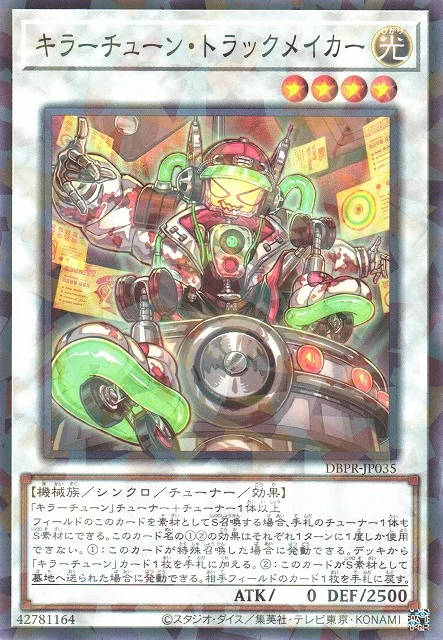 キラーチューン・トラックメイカー
光
DBPR-JP035
【機械族／シンクロ／チューナー／効果】
「キラーチューン」チューナー＋チューナー1体以上
フィールドのこのカードを素材としてS召喚する場合、手札のチューナー1体も
S素材にできる。このカード名の①②の効果はそれぞれ1ターンに1度しか使用
できない。①：このカードが特殊召喚した場合に発動できる。デッキから
「キラーチューン」カード1枚を手札に加える。②：このカードがS素材として
墓地へ送られた場合に発動できる。相手フィールドのカード1枚を手札に戻す。
ATK/ 0 DEF/2500
42781164 ©スタジオ・ダイス／集英社・テレビ東京・KONAMI